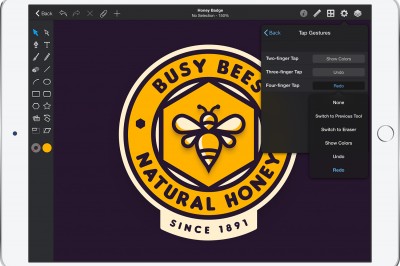 Back
Honey Badge
No Selection - 150%
Back
Tap Gestures
Two-finger Tap
Show Colors
Three-finger Tap
Undo
Four-finger Tap
Redo
None
Switch to Previous Tool
Switch to Eraser
Show Colors
Undo
Redo
BUSY BEES
NATURAL HONEY
SINCE 1891